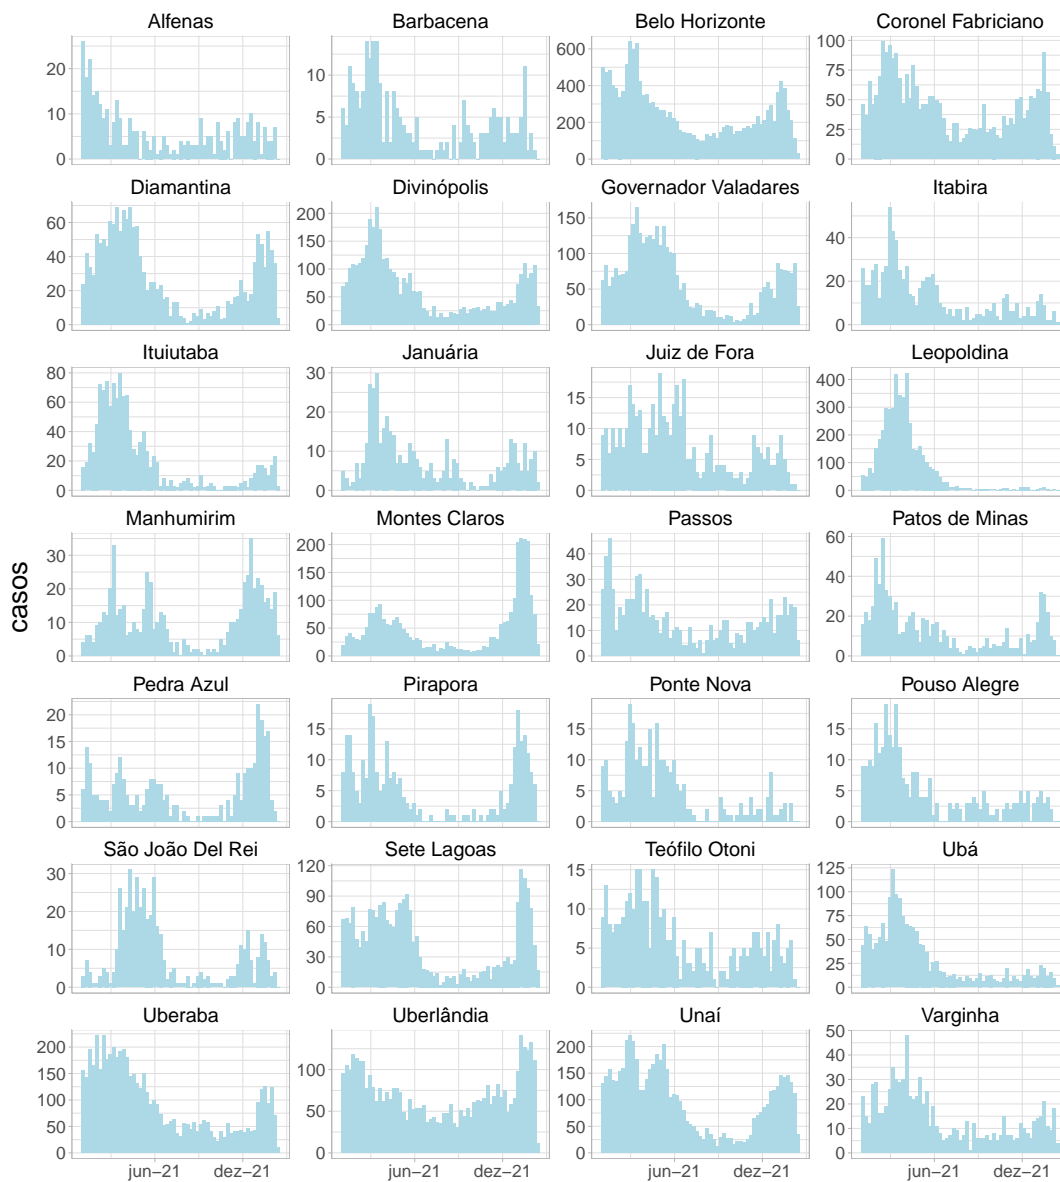 Alfenas Barbacena Belo Horizonte Coronel Fabriciano
0 10 20
0 5 10
0 200 400 600
0 25 50 75 100
Diamantina Divinópolis Governador Valadares Itabira
0 20 40 60
0 50 100 150 200
0 50 100 150
0 20 40
Ituiutaba Januária Juiz de Fora Leopoldina
0 20 40 60 80
0 10 20 30
0 5 10 15
0 100 200 300 400
Manhumirim Montes Claros Passos Patos de Minas
0 10 20 30
0 50 100 150 200
0 10 20 30 40
0 20 40 60
casos
Pedra Azul Pirapora Ponte Nova Pouso Alegre
0 5 10 15 20
0 5 10 15
0 5 10 15
0 5 10 15
São João Del Rei Sete Lagoas Teófilo Otoni Ubá
0 10 20 30
0 30 60 90 120
0 5 10 15
0 25 50 75 100 125
Uberaba Uberlândia Unaí Varginha
0 50 100 150 200
0 50 100
0 50 100 150 200
0 10 20 30 40 50
jun–21 dez–21 jun–21 dez–21 jun–21 dez–21 jun–21 dez–21